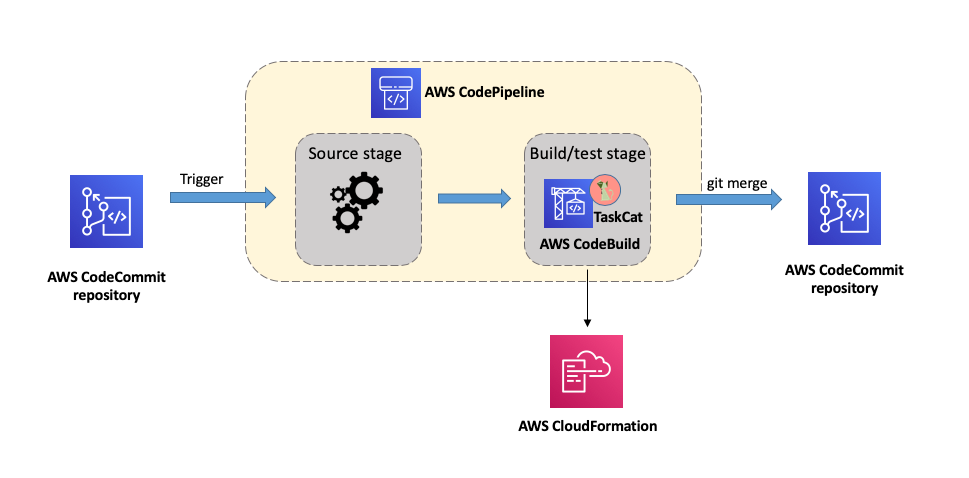 AWS CodePipeline
Source stage
Build/test stage
Trigger
git merge
TaskCat
AWS CodeBuild
AWS CodeCommit
repository
AWS CodeCommit
repository
AWS CloudFormation